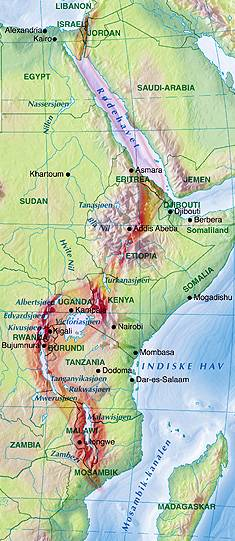 LIBANON
Alexandria
ISRAEL
Kairo
JORDAN
EGYPT
SAUDI-ARABIA
Nassersjøen
Rødehavet
Nilen
Asmara
Khartoum
ERITREA
JEMEN
SUDAN
Tanasjøen
DJIBOUTI
Djibouti
Berbera
Blå Nil
Addis Abeba
Somaliland
Hvite Nil
ETIOPIA
Turkanasjøen
SOMALIA
Albertsjøen
UGANDA
KENYA
Mogadishu
Edvardsjøen
Kampala
Kivusjøen
Victoriasjøen
Nairobi
RWANDA
Kigali
Bujumnura
BURUNDI
Mombasa
TANZANIA
INDISKE HAV
Tanganyikasjøen
Dodoma
Rukwasjøen
Dar-es-Salaam
Mwerusjøen
Malawisjøen
MALAWI
ZAMBIA
Lilongwe
Zambezi
MOSAMBIK
Mosambik-kanalen
MADAGASKAR